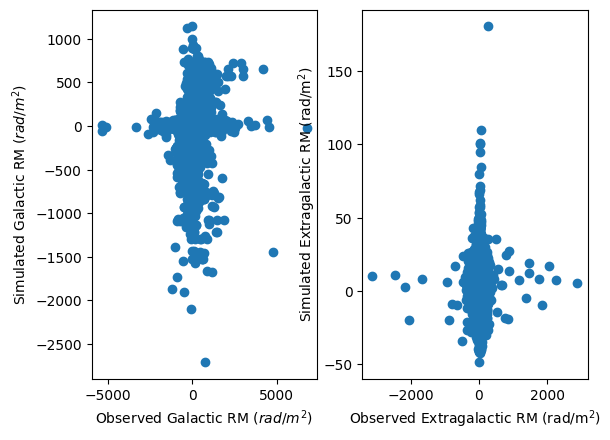 1000
500
0
−500
−1000
−1500
−2000
−2500
Simulated Galactic RM (rad/m²)
−5000 0 5000
Observed Galactic RM (rad/m²)
150
100
50
0
−50
Simulated Extragalactic RM (rad/m²)
−2000 0 2000
Observed Extragalactic RM (rad/m²)